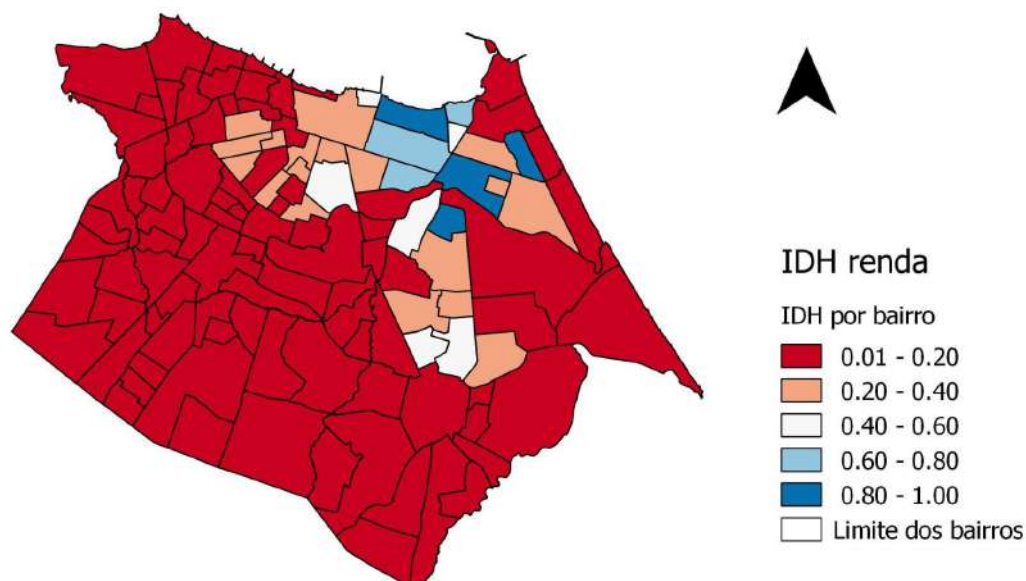 IDH renda
IDH por bairro
0.01 - 0.20
0.20 - 0.40
0.40 - 0.60
0.60 - 0.80
0.80 - 1.00
Limite dos bairros